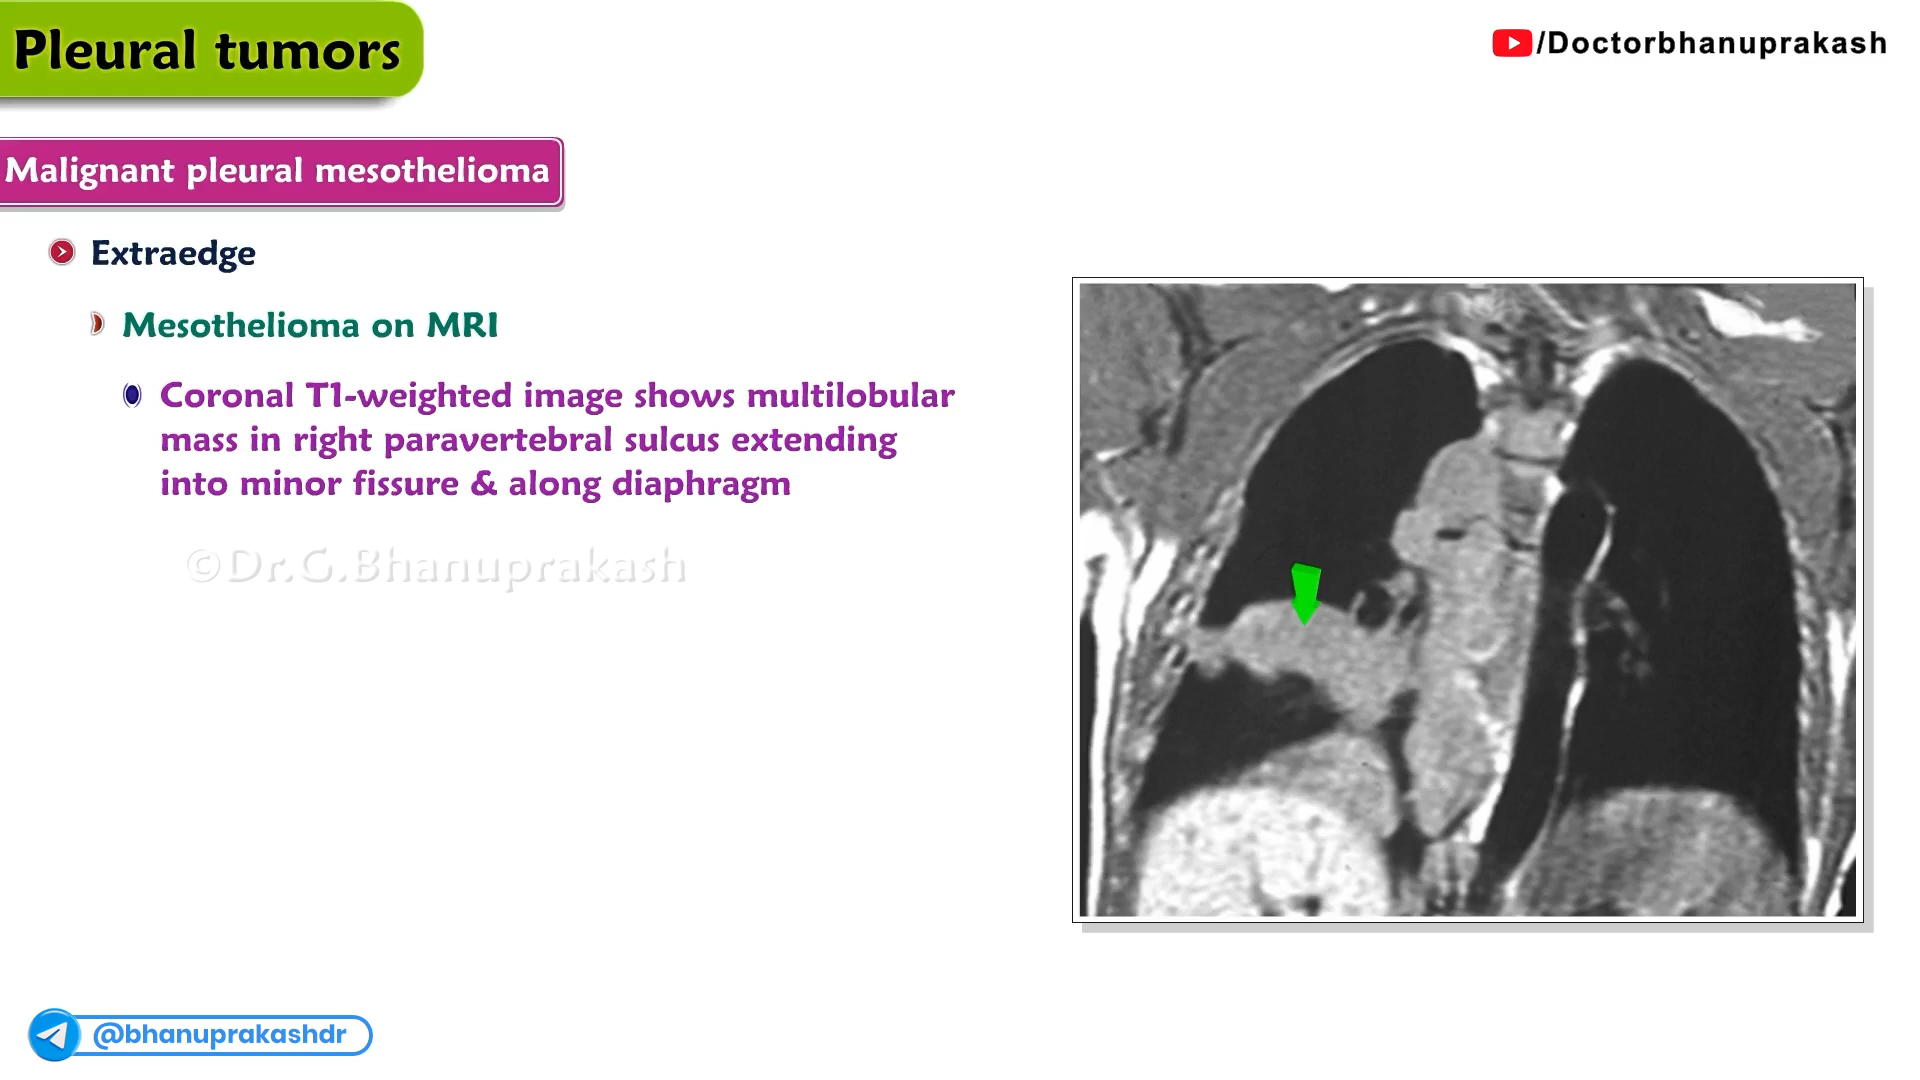 Pleural tumors
/Doctorbhanuprakash
Malignant pleural mesothelioma
Extraedge
Mesothelioma on MRI
Coronal T1-weighted image shows multilobular
mass in right paravertebral sulcus extending
into minor fissure & along diaphragm
©Dr.G.Bhanuprakash
@bhanuprakashdr